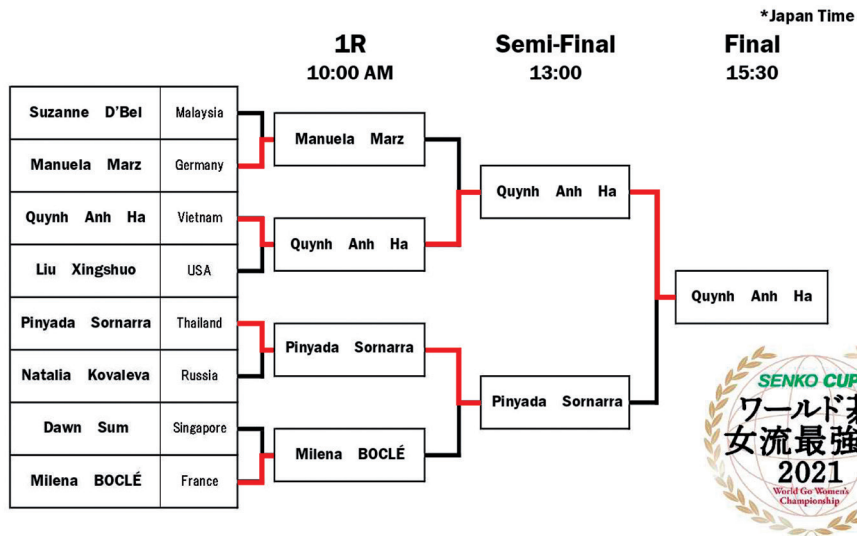 *Japan Time
1R Semi-Final Final
10:00 AM 13:00 15:30
Suzanne D'Bel Malaysia
Manuela Marz
Manuela Marz Germany
Quynh Anh Ha
Quynh Anh Ha Vietnam
Quynh Anh Ha
Liu Xingshuo USA
Quynh Anh Ha
Pinyada Sornarra Thailand
Pinyada Sornarra
Natalia Kovaleva Russia
Pinyada Sornarra
Dawn Sum Singapore
Milena BOCLÉ
Milena BOCLÉ France
SENKO CUP
ワールド
女流最強
2021
World Go Women's
Championship